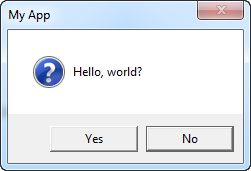 My App
Hello, world?
Yes
No